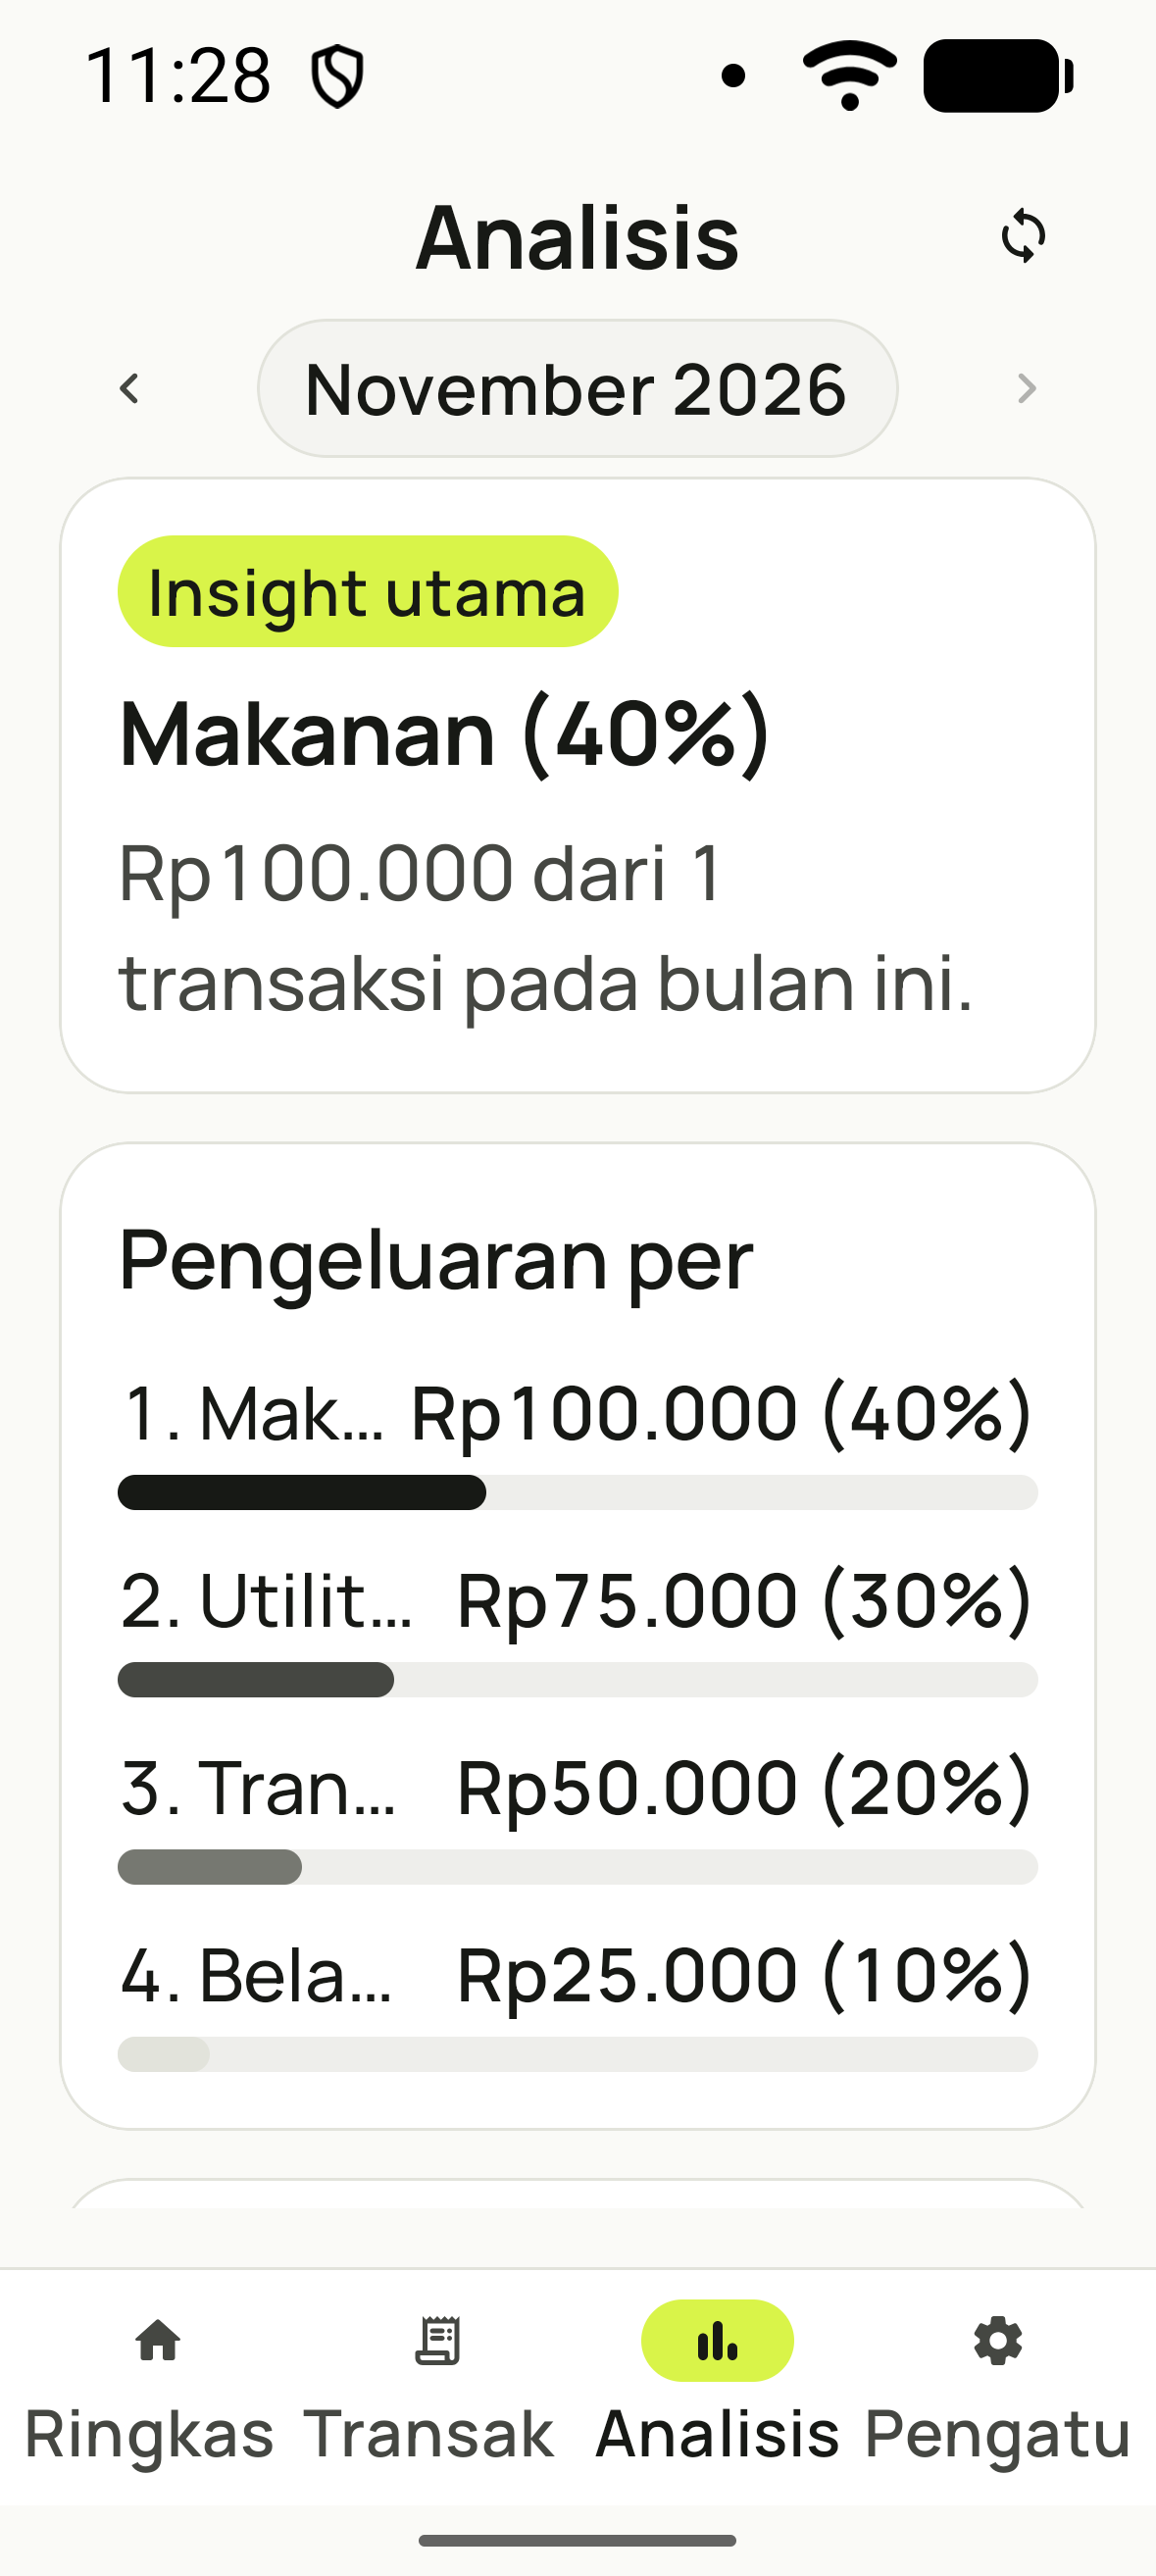 11:28
Analisis
November 2026
Insight utama
Makanan (40%)
Rp100.000 dari 1
transaksi pada bulan ini.
Pengeluaran per
1. Mak... Rp100.000 (40%)
2. Utilit... Rp75.000 (30%)
3. Tran... Rp50.000 (20%)
4. Bela... Rp25.000 (10%)
Ringkas Transak Analisis Pengatu